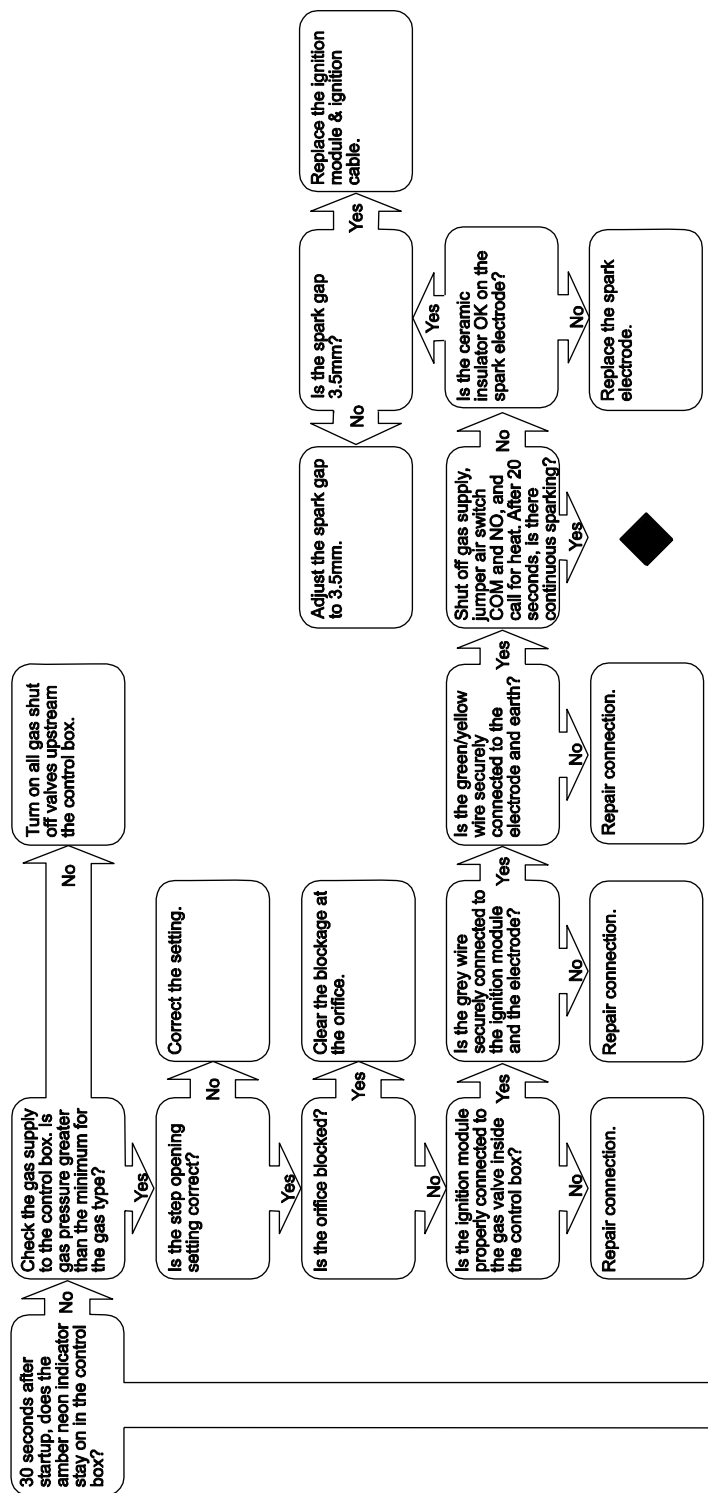 30 seconds after
startup, does the
amber neon indicator
stay on in the control
box?
No
Check the gas supply
to the control box. Is
gas pressure greater
than the minimum for
the gas type?
No
Turn on all gas shut
off valves upstream
the control box.
Yes
Is the step opening
setting correct?
No
Correct the setting.
Yes
Is the orifice blocked?
Yes
Clear the blockage at
the orifice.
No
Is the ignition module
properly connected to
the gas valve inside
the control box?
No
Repair connection.
Yes
Is the grey wire
securely connected to
the ignition module
and the electrode?
No
Repair connection.
Yes
Is the green/yellow
wire securely
connected to the
electrode and earth?
No
Repair connection.
Yes
Shut off gas supply,
jumper air switch
COM and NO, and
call for heat. After 20
seconds, is there
continuous sparking?
Yes
No
Is the ceramic
insulator OK on the
spark electrode?
No
Replace the spark
electrode.
Yes
Is the spark gap
3.5mm?
No
Adjust the spark gap
to 3.5mm.
Yes
Replace the ignition
module & ignition
cable.